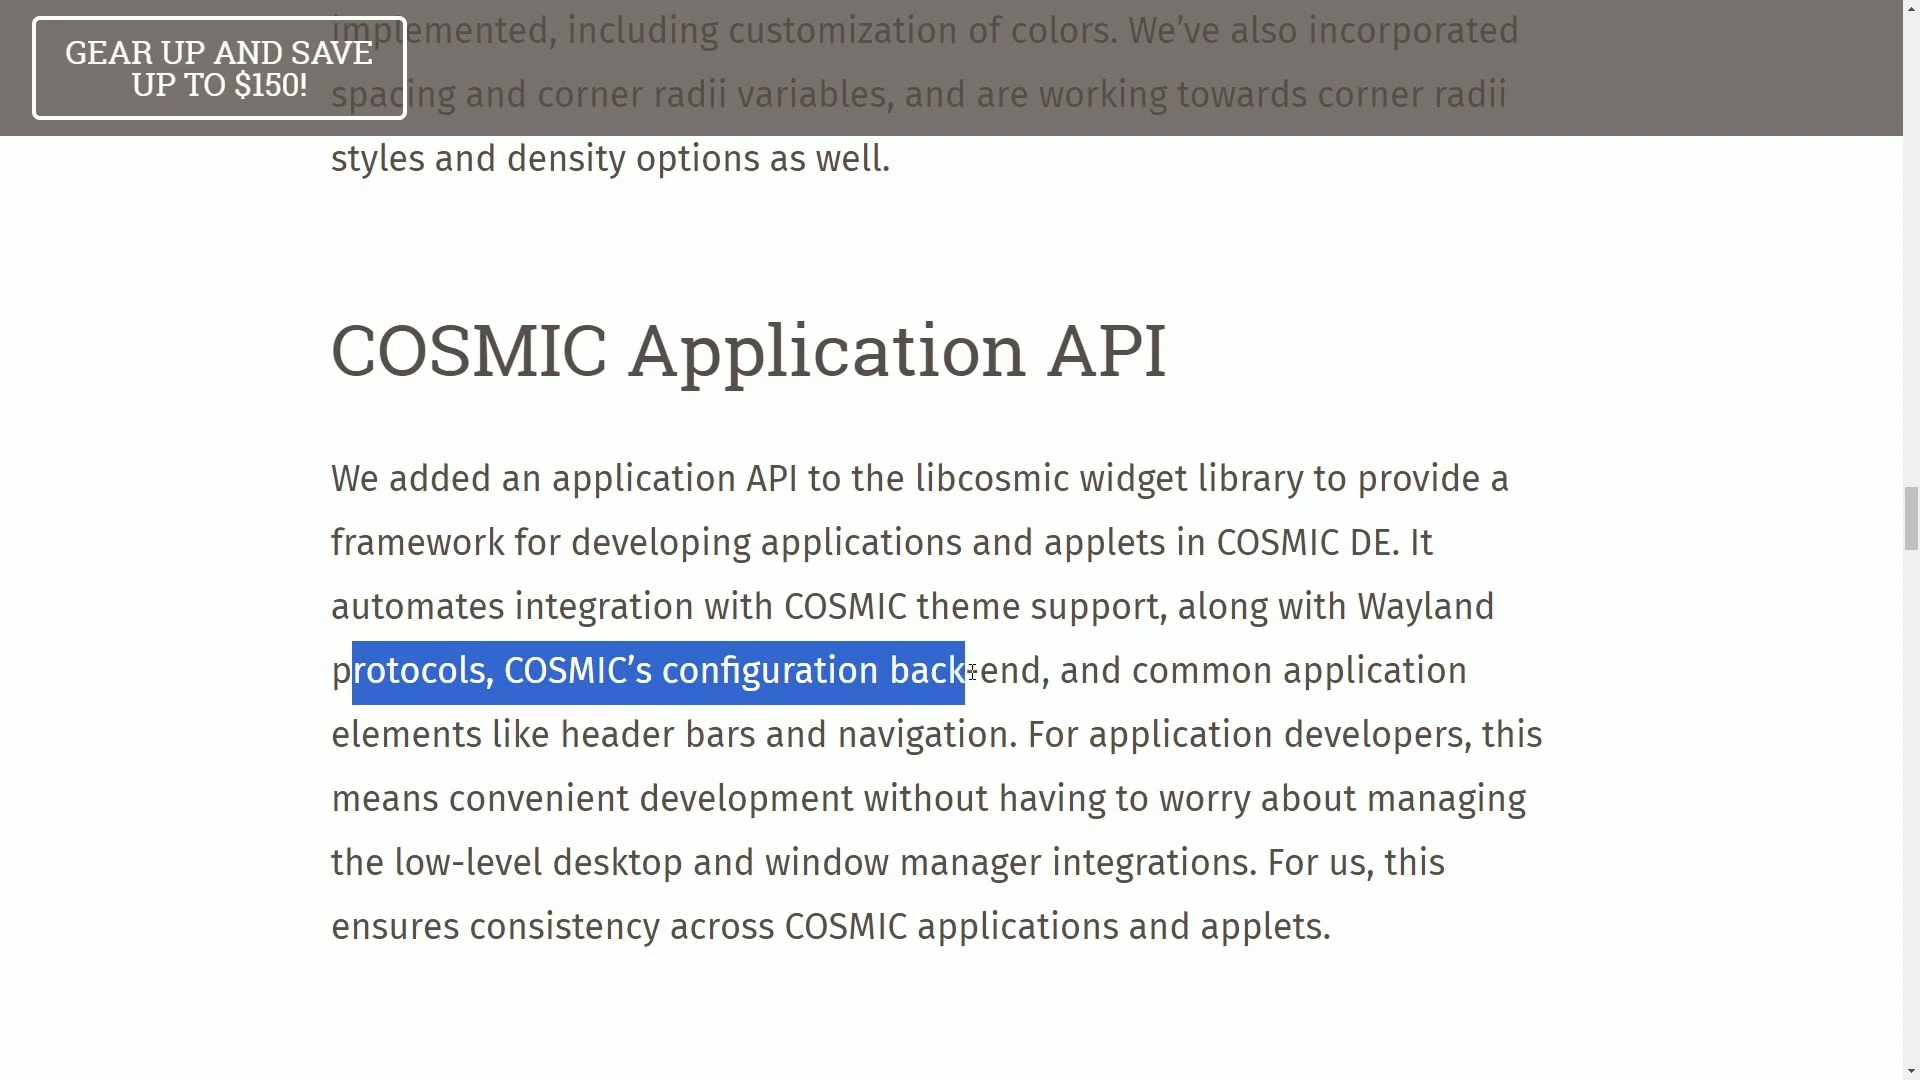 implemented, including customization of colors. We’ve also incorporated
GEAR UP AND SAVE
UP TO $150!
spacing and corner radii variables, and are working towards corner radii
styles and density options as well.
COSMIC Application API
We added an application API to the libcosmic widget library to provide a
framework for developing applications and applets in COSMIC DE. It
automates integration with COSMIC theme support, along with Wayland
protocols, COSMIC’s configuration back-end, and common application
elements like header bars and navigation. For application developers, this
means convenient development without having to worry about managing
the low-level desktop and window manager integrations. For us, this
ensures consistency across COSMIC applications and applets.